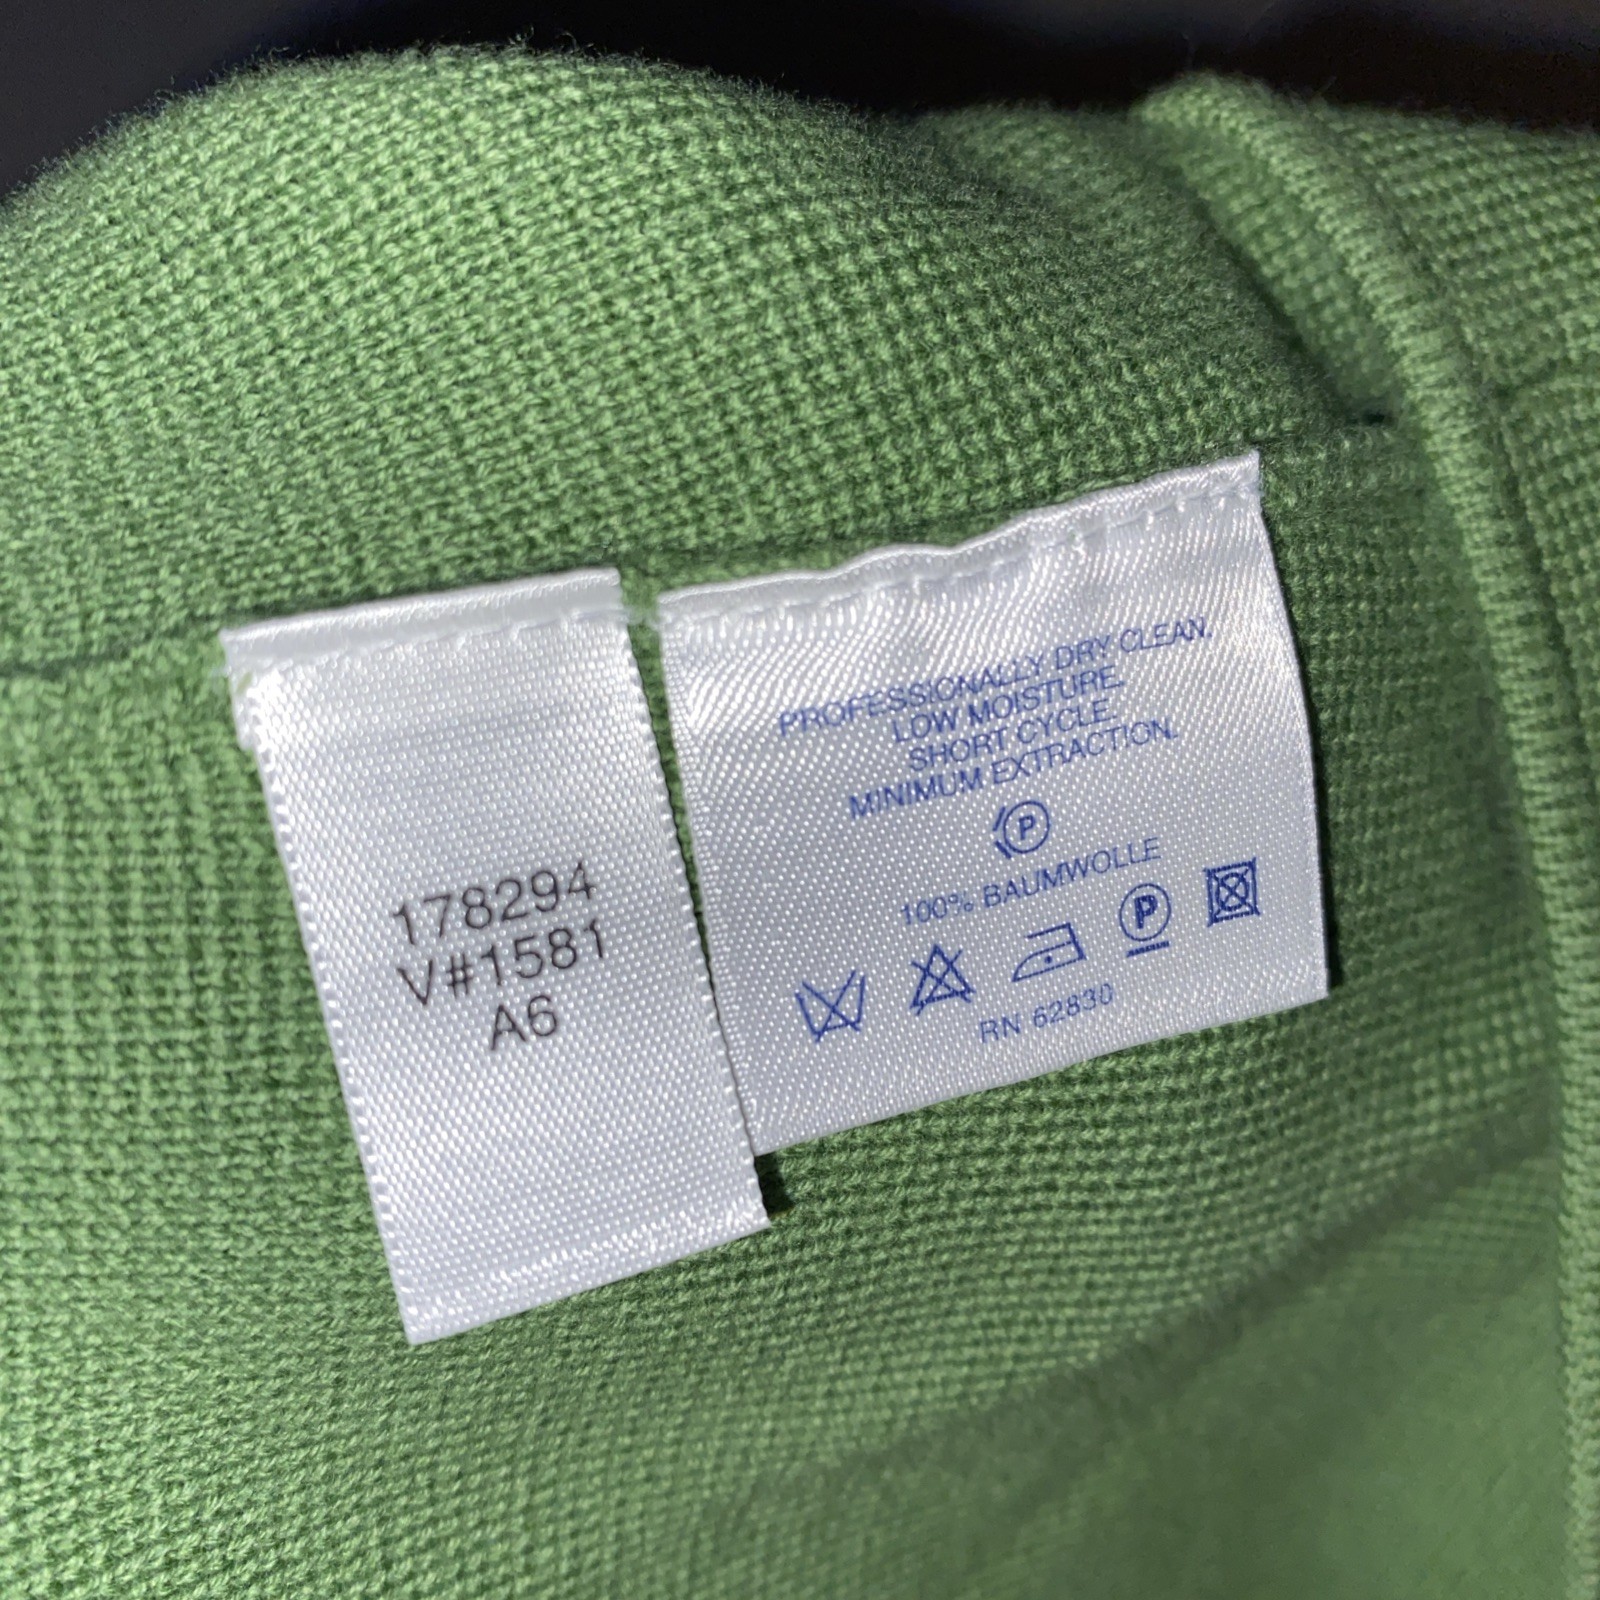 178294
V#1581
A6
PROFESSIONALLY DRY CLEAN.
LOW MOISTURE.
SHORT CYCLE.
MINIMUM EXTRACTION.
P
100% BAUMWOLLE
P
RN 62830